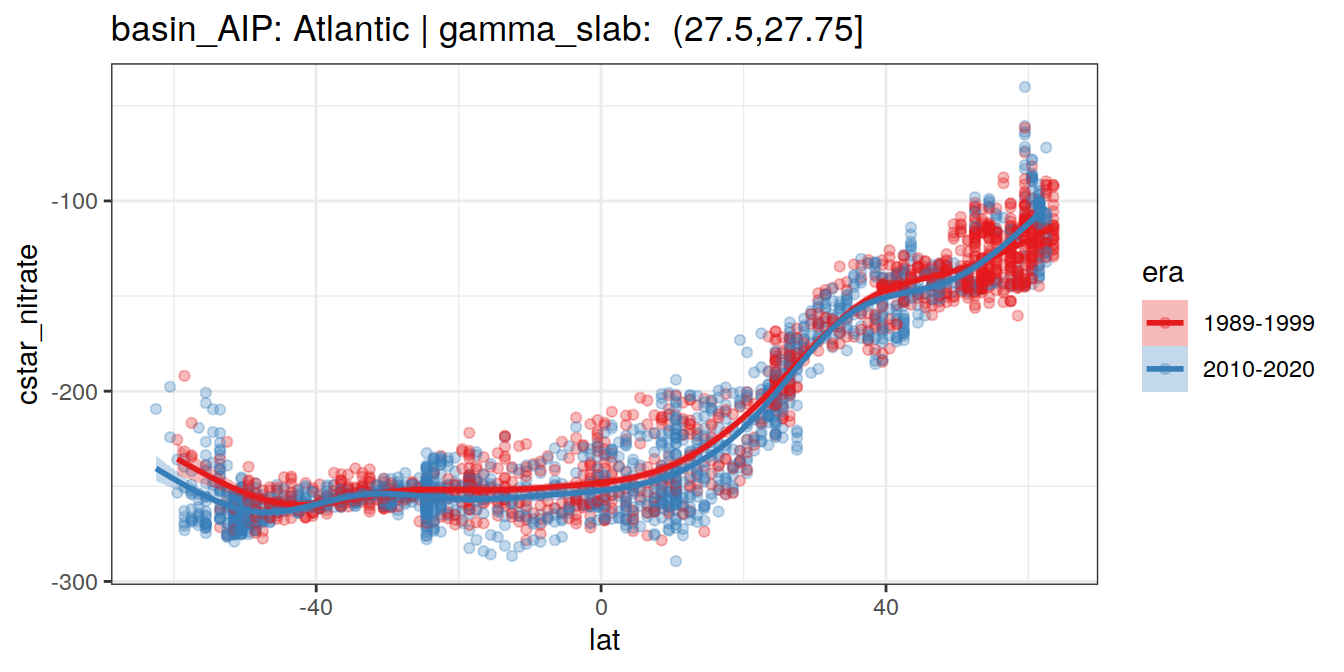 basin_AIP: Atlantic | gamma_slab:  (27.5,27.75]
cstar_nitrate
-100
-200
-300
-40
0
40
lat
era
1989-1999
2010-2020